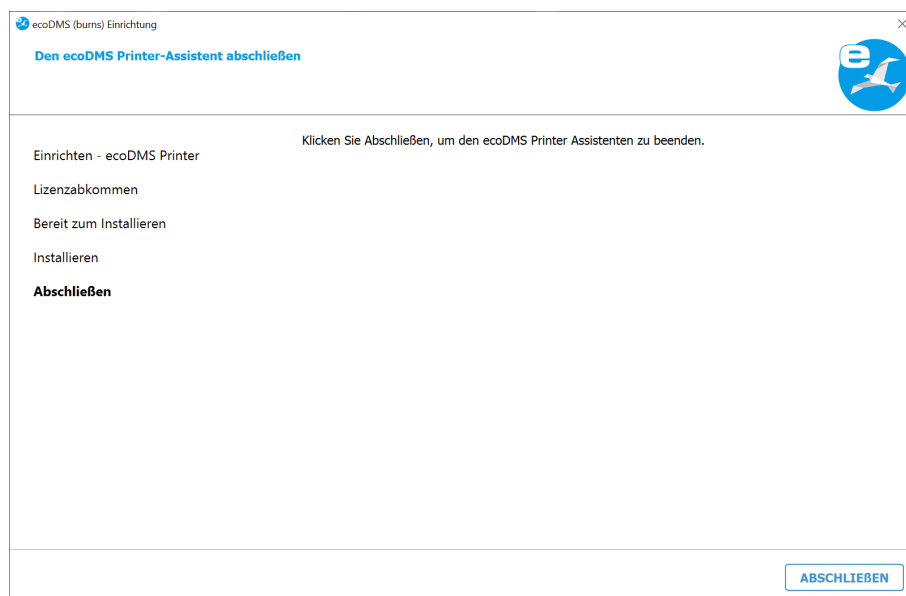 ecoDMS (burns) Einrichtung
Den ecoDMS Printer-Assistent abschließen
e
Klicken Sie Abschließen, um den ecoDMS Printer Assistenten zu beenden.
Einrichten - ecoDMS Printer
Lizenzabkommen
Bereit zum Installieren
Installieren
Abschließen
ABSCHLIEßEN